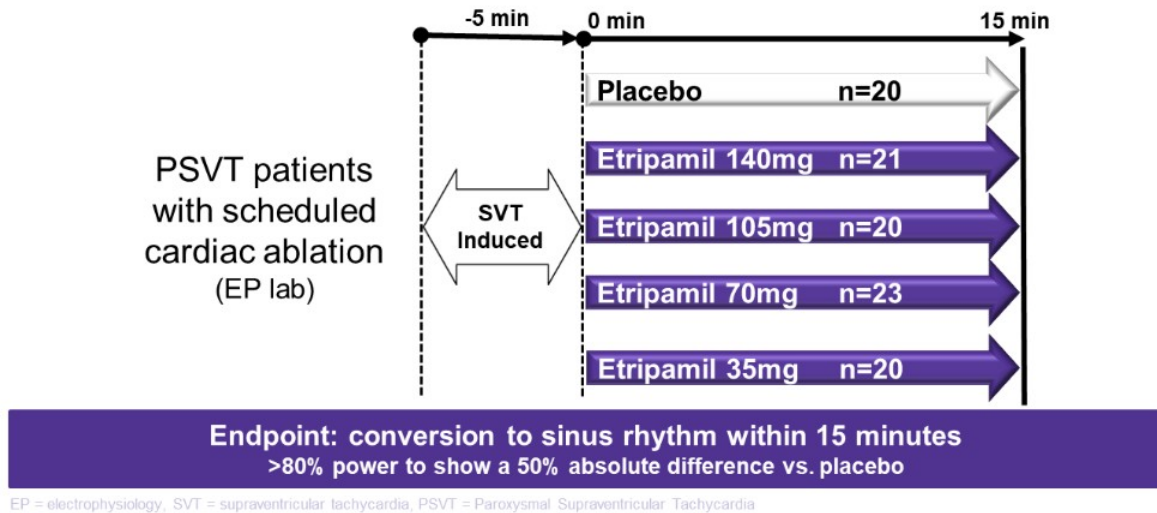 -5 min
0 min
15 min
PSVT patients
with scheduled
cardiac ablation
(EP lab)
SVT
Induced
Placebo n=20
Etripamil 140mg n=21
Etripamil 105mg n=20
Etripamil 70mg n=23
Etripamil 35mg n=20
Endpoint: conversion to sinus rhythm within 15 minutes
>80% power to show a 50% absolute difference vs. placebo
EP = electrophysiology, SVT = supraventricular tachycardia, PSVT = Paroxysmal Supraventricular Tachycardia